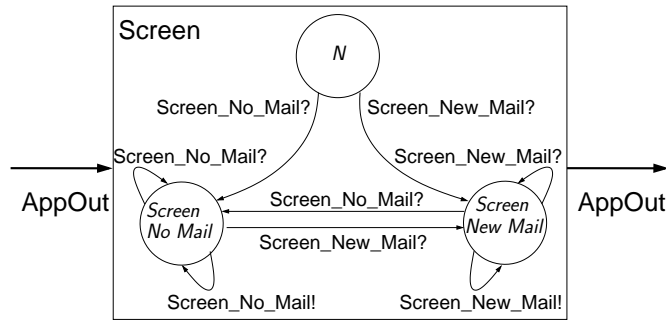 Screen
N
Screen_No_Mail?
Screen_New_Mail?
Screen_No_Mail?
Screen_New_Mail?
AppOut
AppOut
Screen
No Mail
Screen_No_Mail?
Screen_New_Mail?
Screen
New Mail
Screen_No_Mail!
Screen_New_Mail!